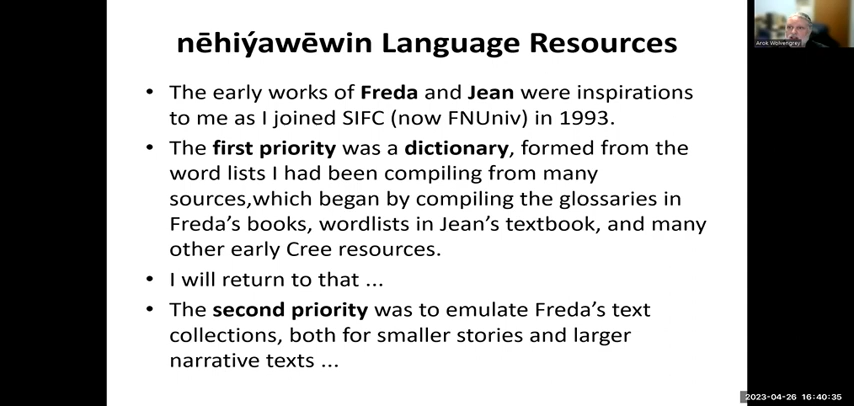 nēhiýawēwin Language Resources
• The early works of Freda and Jean were inspirations
to me as I joined SIFC (now FNUniv) in 1993.
• The first priority was a dictionary, formed from the
word lists I had been compiling from many
sources,which began by compiling the glossaries in
Freda’s books, wordlists in Jean’s textbook, and many
other early Cree resources.
• I will return to that ...
• The second priority was to emulate Freda’s text
collections, both for smaller stories and larger
narrative texts ...
Arok Wolvengrey
2023-04-26 16:40:35